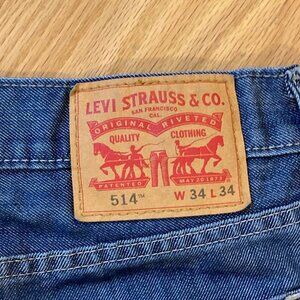 LEVI STRAUSS & CO.
SAN FRANCISCO
CAL.
ORIGINAL RIVETED
QUALITY CLOTHING
PATENTED MAY 20 1873
514™ W 34 L 34